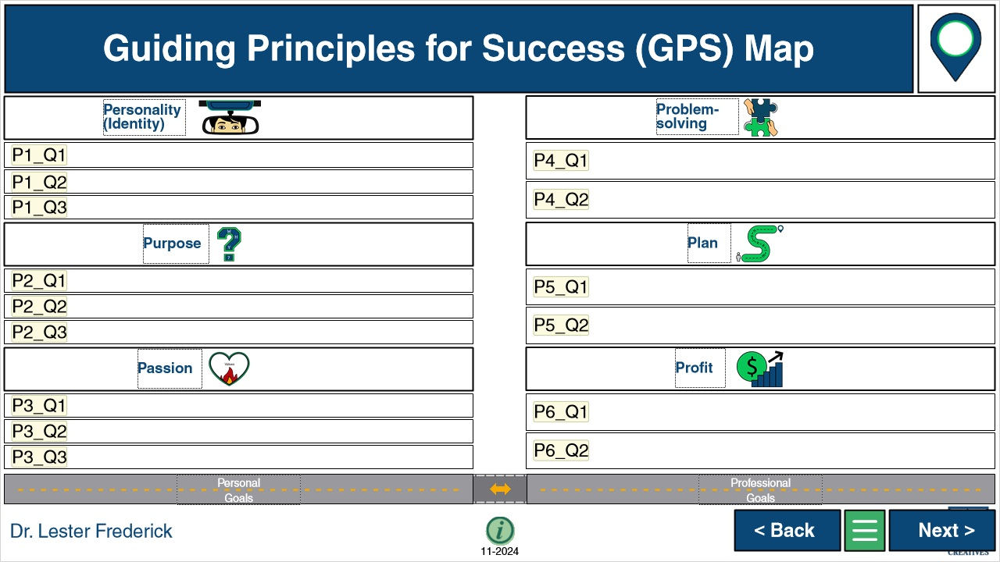 Guiding Principles for Success (GPS) Map
Personality
(Identity)
P1_Q1
P1_Q2
P1_Q3
Purpose
P2_Q1
P2_Q2
P2_Q3
Passion
Values
P3_Q1
P3_Q2
P3_Q3
Personal
Goals
Problem-
solving
P4_Q1
P4_Q2
Plan
P5_Q1
P5_Q2
Profit
$
P6_Q1
P6_Q2
Professional
Goals
Dr. Lester Frederick
i
11-2024
< Back
Next >
CREATIVES